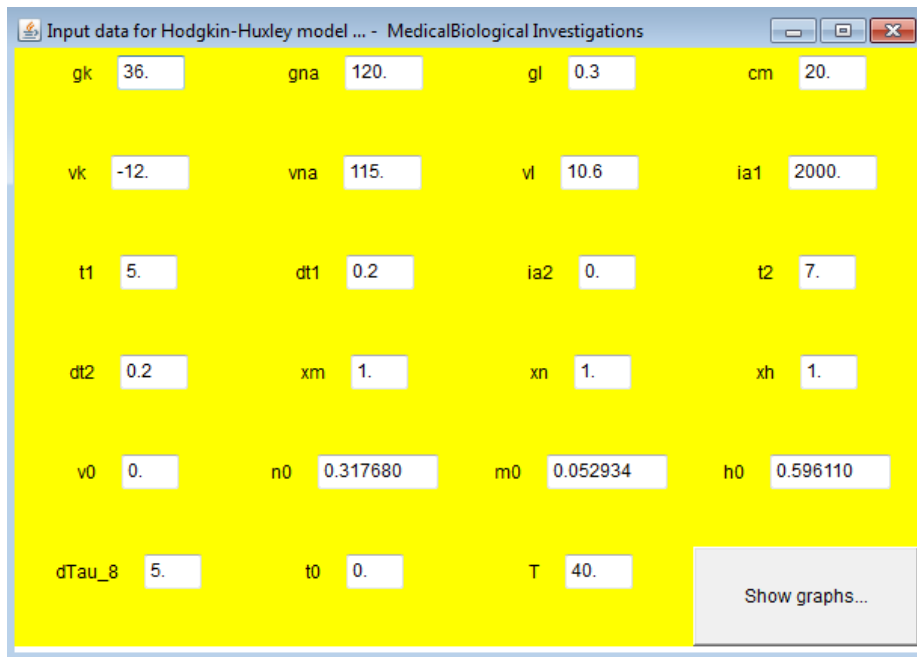 Input data for Hodgkin-Huxley model ... - MedicalBiological Investigations
gk 36. gna 120. gl 0.3 cm 20.
vk -12. vna 115. vl 10.6 ia1 2000.
t1 5. dt1 0.2 ia2 0. t2 7.
dt2 0.2 xm 1. xn 1. xh 1.
v0 0. n0 0.317680 m0 0.052934 h0 0.596110
dTau_8 5. t0 0. T 40.
Show graphs...